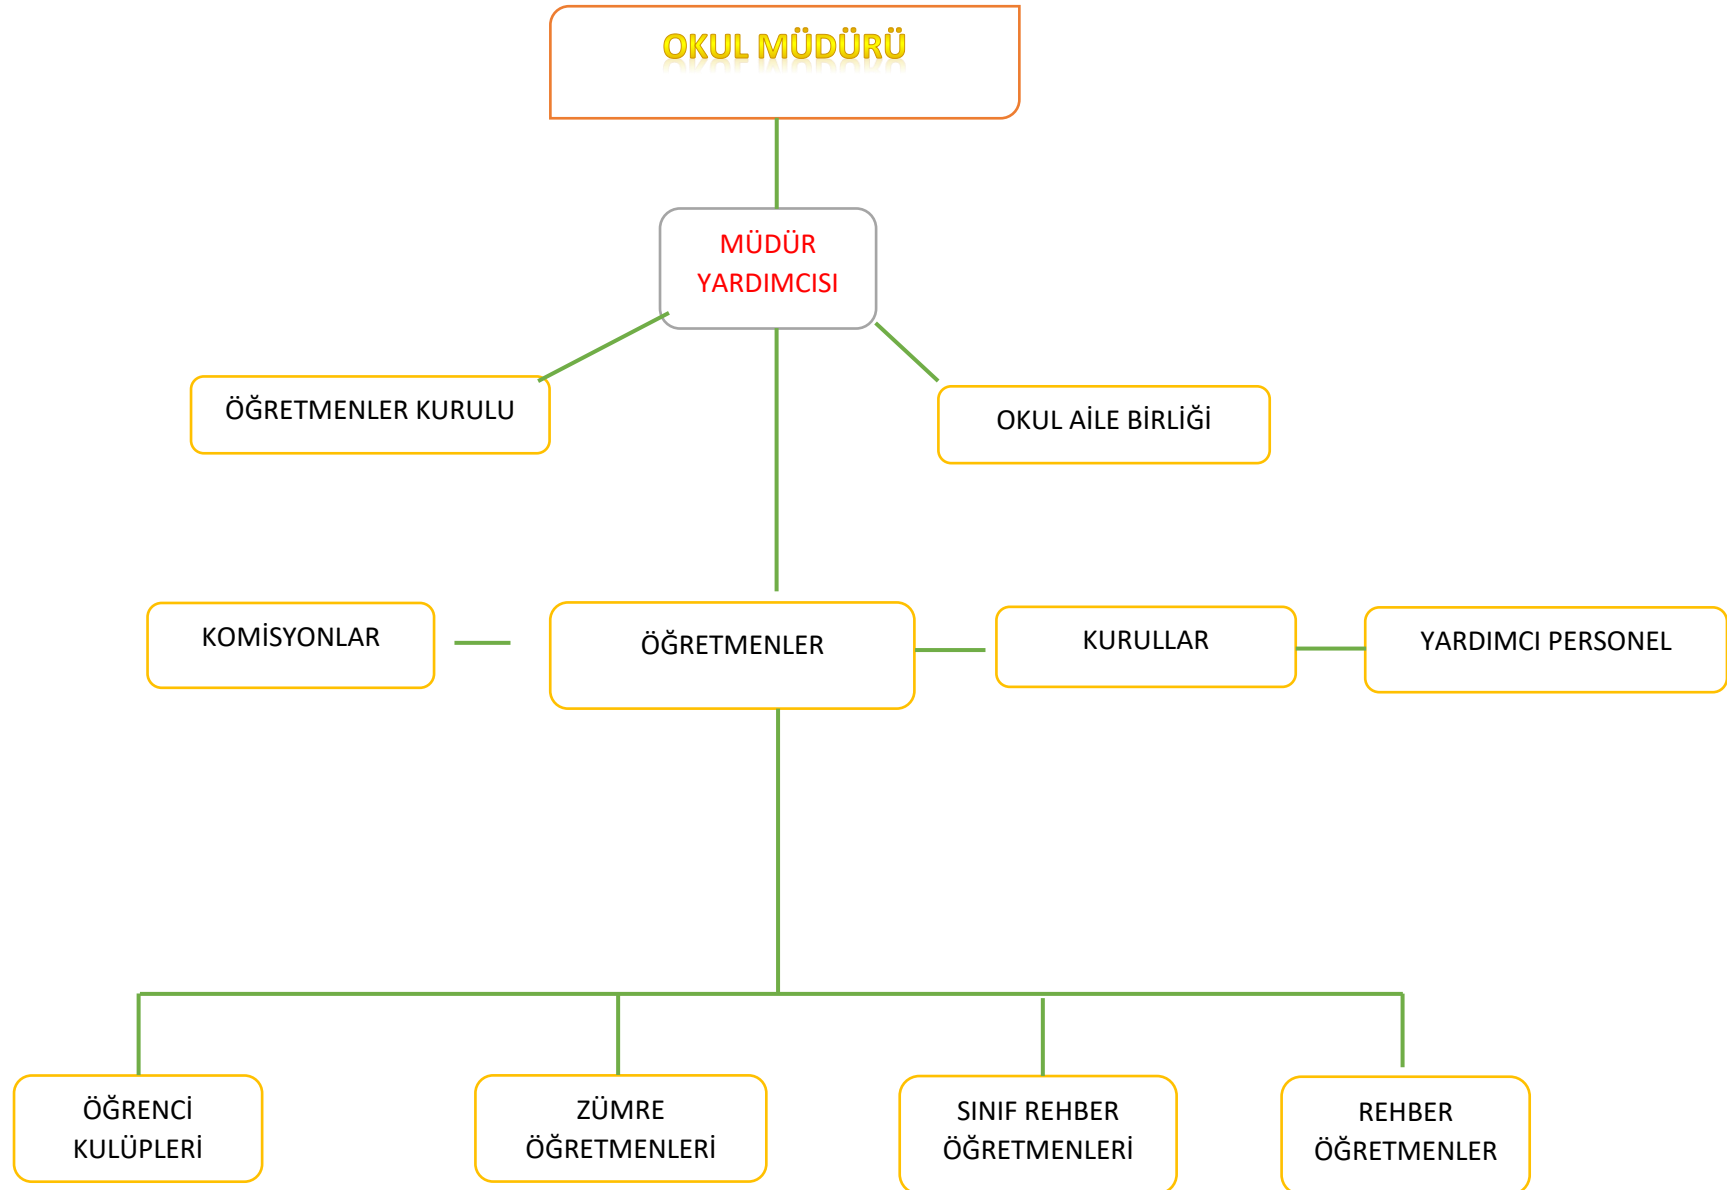 OKUL MÜDÜRÜ
MÜDÜR
YARDIMCISI
ÖĞRETMENLER KURULU
OKUL AİLE BİRLİĞİ
KOMİSYONLAR
ÖĞRETMENLER
KURULLAR
YARDIMCI PERSONEL
ÖĞRENCİ
KULÜPLERİ
ZÜMRE
ÖĞRETMENLERİ
SINIF REHBER
ÖĞRETMENLERİ
REHBER
ÖĞRETMENLER